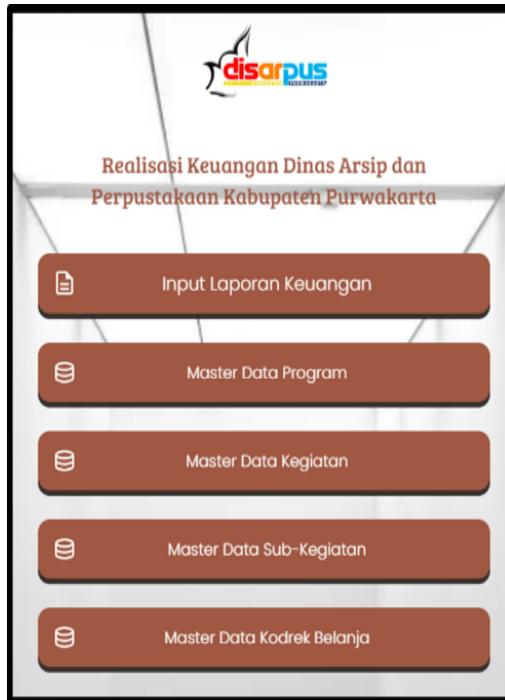 disarpus
Realisasi Keuangan Dinas Arsip dan
Perpustakaan Kabupaten Purwakarta
Input Laporan Keuangan
Master Data Program
Master Data Kegiatan
Master Data Sub-Kegiatan
Master Data Kodrek Belanja